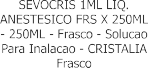 SEVOCRIS 1ML LIQ.
ANESTESICO FRS X 250ML
- 250ML - Frasco - Solucao
Para Inalacao - CRISTALIA
Frasco